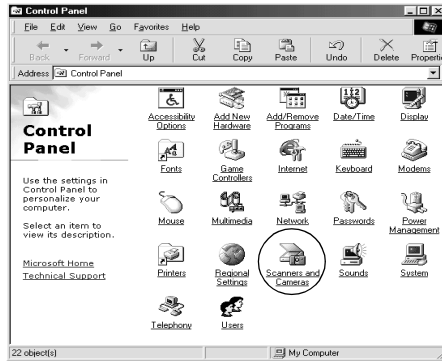 Control Panel
File Edit View Go Favorites Help
Back Forward Up Cut Copy Paste Undo Delete Properti
Address Control Panel
Control
Panel
Use the settings in
Control Panel to
personalize your
computer.
Select an item to
view its description.
Microsoft Home
Technical Support
Accessibility
Options
Add New
Hardware
Add/Remove
Programs
Date/Time
Display
Fonts
Game
Controllers
Internet
Keyboard
Modems
Mouse
Multimedia
Network
Passwords
Power
Management
Printers
Regional
Settings
Scanners and
Cameras
Sounds
System
Telephony
Users
22 object(s)
My Computer